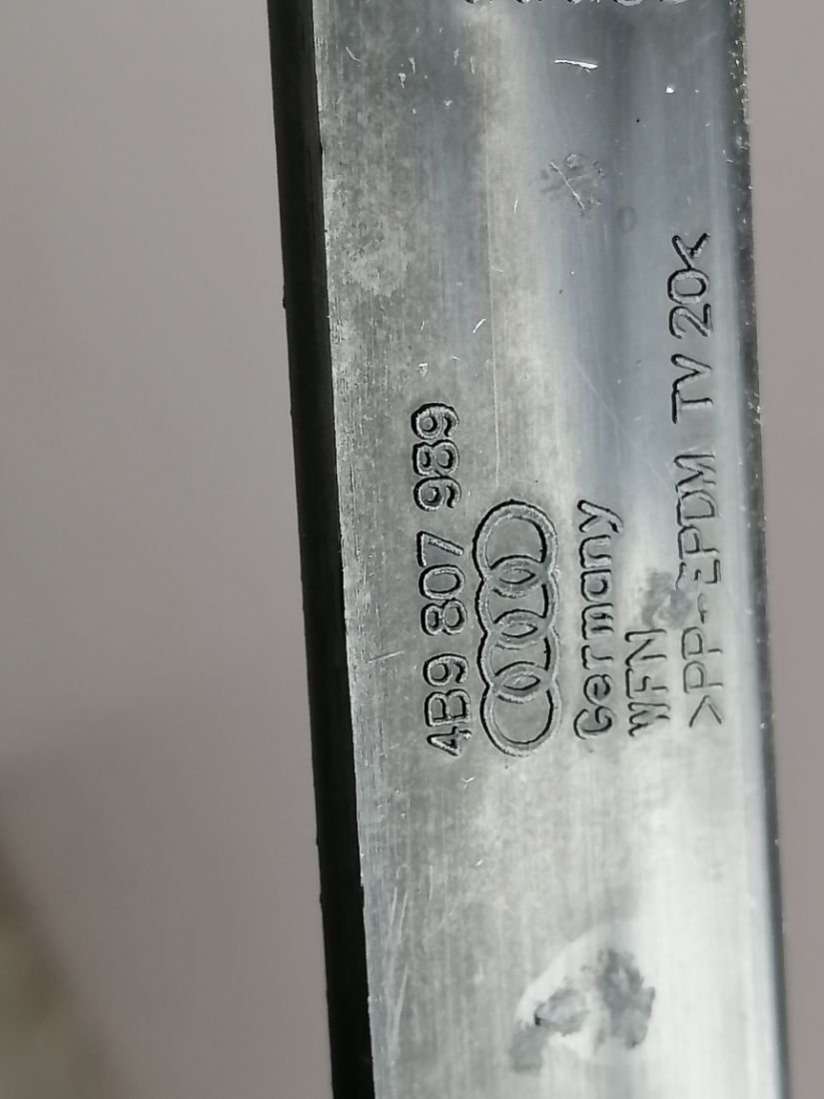 4B9 807 989
Germany
WFN
>PP-EPDM TV 20<